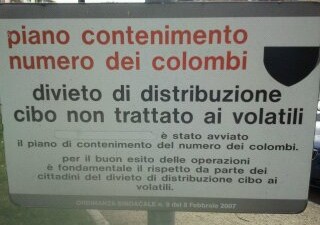 piano contenimento
numero dei colombi
divieto di distribuzione
cibo non trattato ai volatili
è stato avviato
il piano di contenimento del numero dei colombi.
per il buon esito delle operazioni
è fondamentale il rispetto da parte dei
cittadini del divieto di distribuzione cibo ai
volatili.
ORDINANZA SINDACALE n. 9 del 8 Febbraio 2007